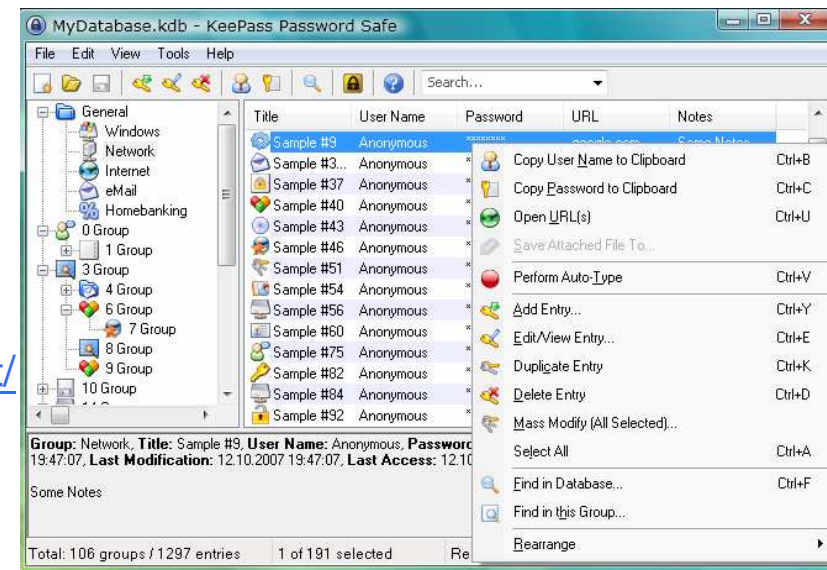 MyDatabase.kdb - KeePass Password Safe
File Edit View Tools Help
Search...
General
Windows
Network
Internet
eMail
Homebanking
0 Group
1 Group
3 Group
4 Group
6 Group
7 Group
8 Group
9 Group
10 Group
Title User Name Password URL Notes
Sample #9 Anonymous ******** google.com Some Notes
Sample #3... Anonymous *
Sample #37 Anonymous *
Sample #40 Anonymous *
Sample #43 Anonymous *
Sample #46 Anonymous *
Sample #51 Anonymous *
Sample #54 Anonymous *
Sample #56 Anonymous *
Sample #60 Anonymous *
Sample #75 Anonymous *
Sample #82 Anonymous *
Sample #84 Anonymous *
Sample #92 Anonymous *
Copy User Name to Clipboard Ctrl+B
Copy Password to Clipboard Ctrl+C
Open URL(s) Ctrl+U
Save Attached File To...
Perform Auto-Type Ctrl+V
Add Entry... Ctrl+Y
Edit/View Entry... Ctrl+E
Duplicate Entry Ctrl+K
Delete Entry Ctrl+D
Mass Modify (All Selected)...
Select All Ctrl+A
Find in Database... Ctrl+F
Find in this Group...
Rearrange
/
Group: Network, Title: Sample #9, User Name: Anonymous, Password
19:47:07, Last Modification: 12.10.2007 19:47:07, Last Access: 12.10
Some Notes
Total: 106 groups / 1297 entries 1 of 191 selected Re